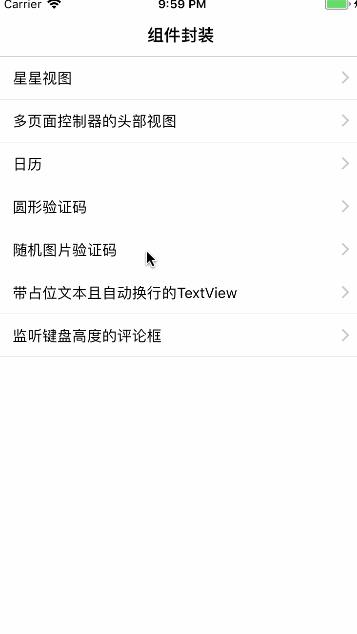 Carrier 9:59 PM
组件封装
星星视图
多页面控制器的头部视图
日历
圆形验证码
随机图片验证码
带占位文本且自动换行的TextView
监听键盘高度的评论框